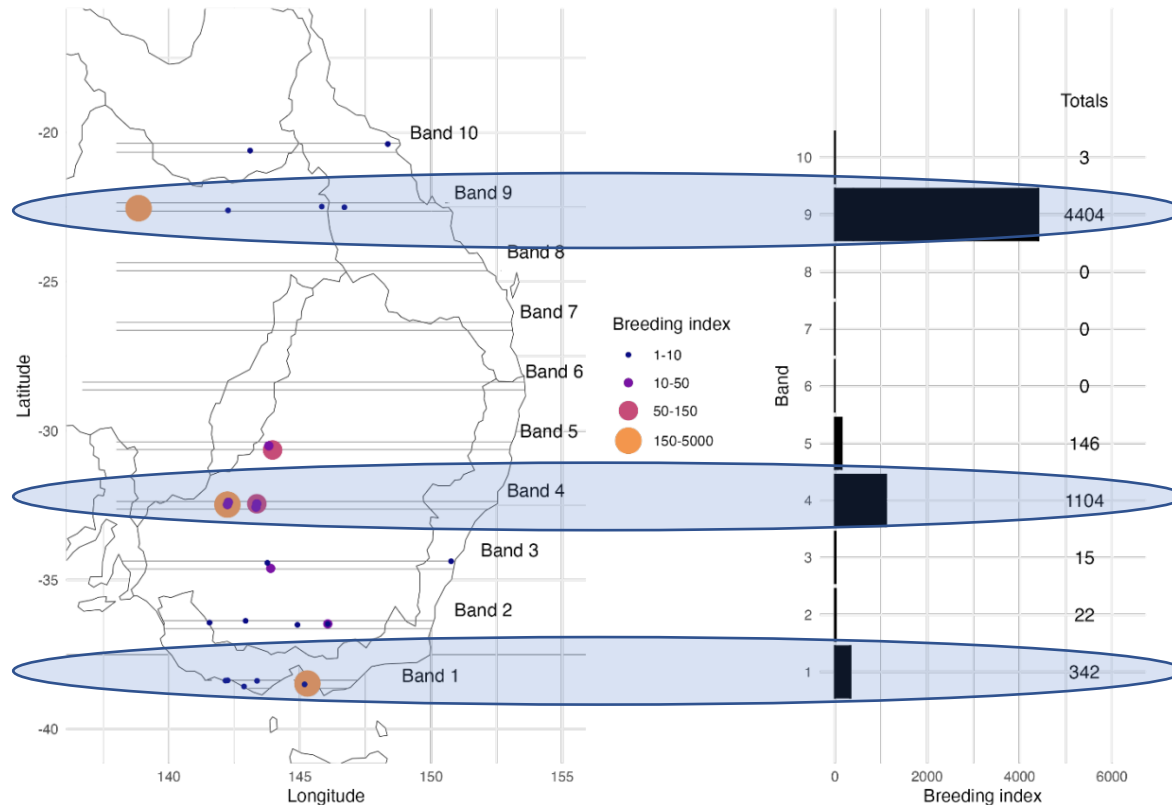 Totals
Band 10
Band 9
Band 8
Band 7
Band 6
Band 5
Band 4
Band 3
Band 2
Band 1
-20
-25
-30
-35
-40
Latitude
140
145
150
155
Longitude
Breeding index
1-10
10-50
50-150
150-5000
10
9
8
7
6
5
4
3
2
1
Band
3
4404
0
0
0
146
1104
15
22
342
0
2000
4000
6000
Breeding index